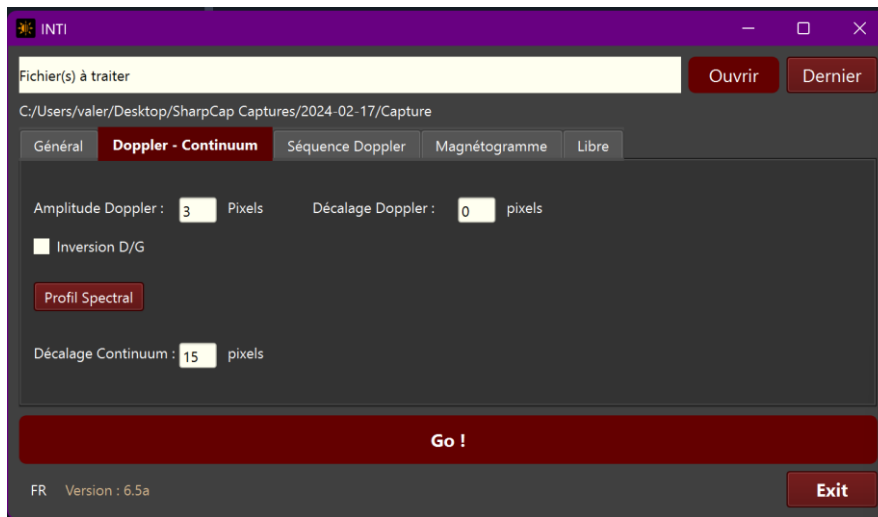 INTI
Fichier(s) à traiter Ouvrir Dernier
C:/Users/valer/Desktop/SharpCap Captures/2024-02-17/Capture
Général Doppler - Continuum Séquence Doppler Magnétogramme Libre
Amplitude Doppler : 3 Pixels Décalage Doppler : 0 pixels
Inversion D/G
Profil Spectral
Décalage Continuum : 15 pixels
Go !
FR Version : 6.5a Exit